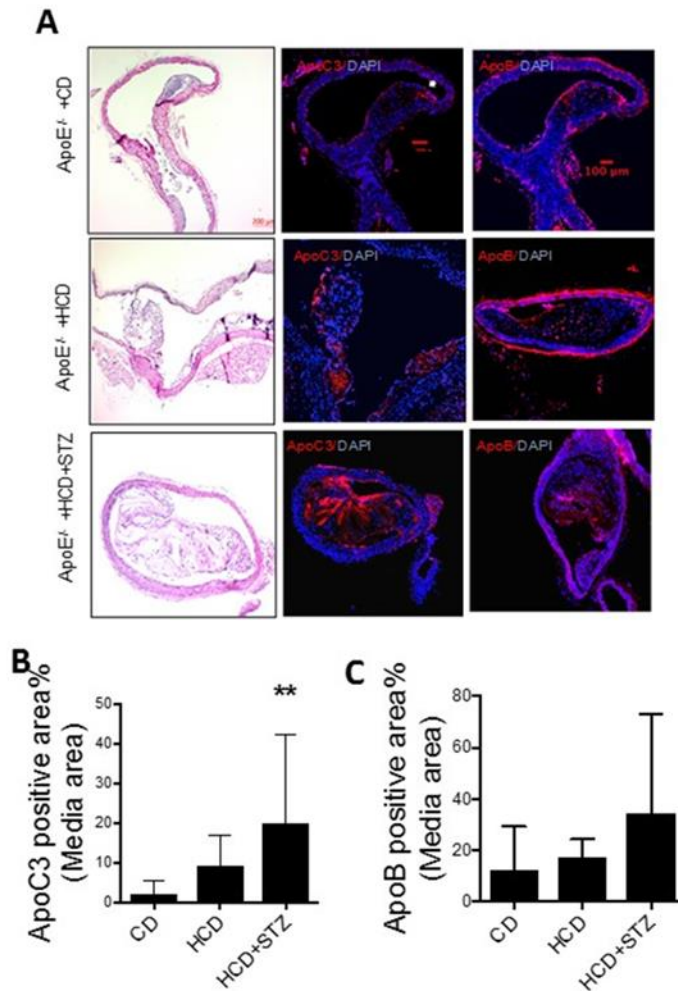 A
ApoE-/- +CD
ApoC3/DAPI
ApoB/DAPI
100 µm
ApoE-/- +HCD
ApoC3/DAPI
ApoB/DAPI
ApoE-/- +HCD+STZ
ApoC3/DAPI
ApoB/DAPI
B
ApoC3 positive area%
(Media area)
50
40
30
20
10
0
**
CD
HCD
HCD+STZ
C
ApoB positive area%
(Media area)
80
60
40
20
0
CD
HCD
HCD+STZ